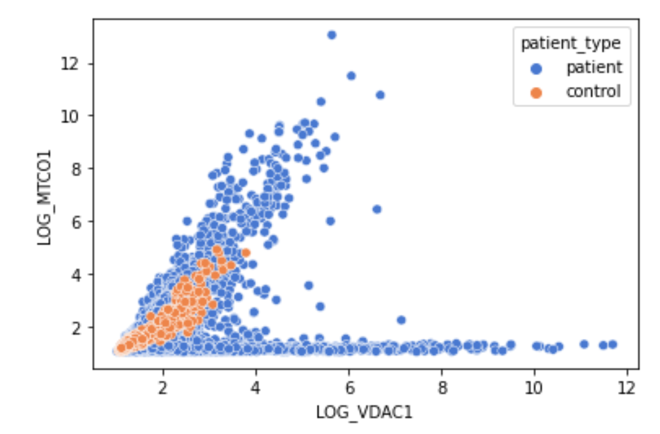 patient_type
patient
control
12
10
8
6
4
2
LOG_MTCO1
2 4 6 8 10 12
LOG_VDAC1